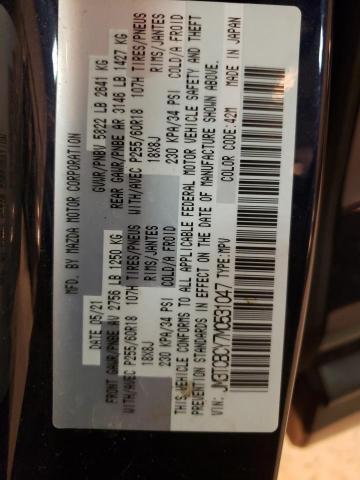 MFD. BY MAZDA MOTOR CORPORATION
DATE 05/21 GVWR/PNBV 5822 LB 2641 KG
FRONT GAWR/PNBE AV 2756 LB 1250 KG REAR GAWR/PNBE AR 3146 LB 1427 KG
WITH/AVEC P255/60R18 107H TIRES/PNEUS WITH/AVEC P255/60R18 107H TIRES/PNEUS
18X8J RIMS/JANTES 18X8J RIMS/JANTES
230 KPA/34 PSI COLD/A FROID 230 KPA/34 PSI COLD/A FROID
THIS VEHICLE CONFORMS TO ALL APPLICABLE FEDERAL MOTOR VEHICLE SAFETY AND THEFT
PREVENTION STANDARDS IN EFFECT ON THE DATE OF MANUFACTURE SHOWN ABOVE.
VIN: JM3TCBCY7M0531047 TYPE:MPV COLOR: 42M MADE IN JAPAN